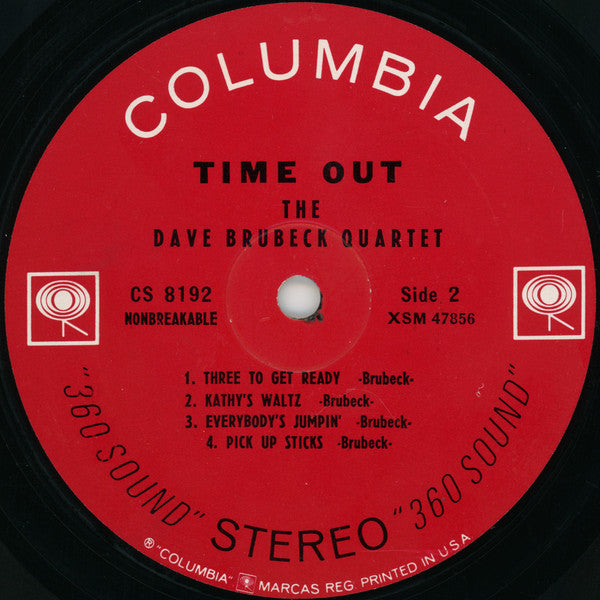 COLUMBIA
TIME OUT
THE
DAVE BRUBECK QUARTET
CS 8192
NONBREAKABLE
Side 2
XSM 47856
1. THREE TO GET READY -Brubeck-
2. KATHY'S WALTZ -Brubeck-
3. EVERYBODY'S JUMPIN' -Brubeck-
4. PICK UP STICKS -Brubeck-
"360 SOUND" STEREO "360 SOUND"
® "COLUMBIA" MARCAS REG. PRINTED IN U.S.A.